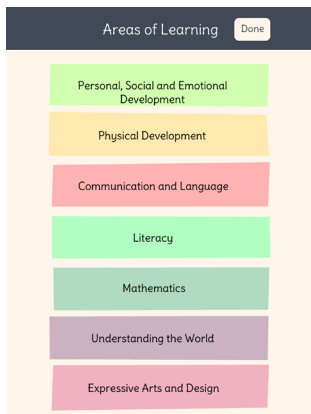 Areas of Learning
Done
Personal, Social and Emotional
Development
Physical Development
Communication and Language
Literacy
Mathematics
Understanding the World
Expressive Arts and Design